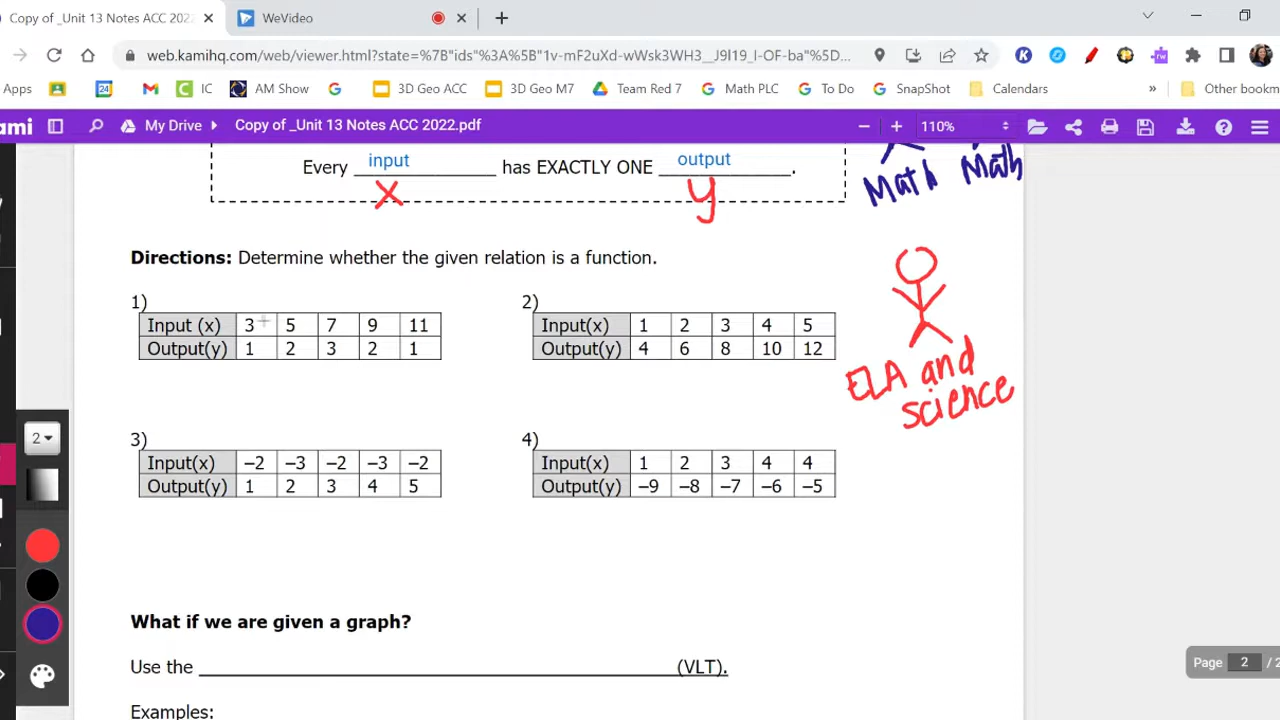 Copy of _Unit 13 Notes ACC 2022
WeVideo
web.kamihq.com/web/viewer.html?state=%7B"ids"%3A%5B"1v-mF2uXd-wWsk3WH3__J9I19_I-OF-ba"%5D...
Apps
24
IC
AM Show
3D Geo ACC
3D Geo M7
Team Red 7
Math PLC
To Do
SnapShot
Calendars
»
Other bookm
ami
My Drive
Copy of _Unit 13 Notes ACC 2022.pdf
110%
Every input has EXACTLY ONE output.
x y
Math Math
Directions: Determine whether the given relation is a function.
1) 2)
Input (x) 3 5 7 9 11
Output(y) 1 2 3 2 1
Input(x) 1 2 3 4 5
Output(y) 4 6 8 10 12
ELA and
science
2
3) 4)
Input(x) –2 –3 –2 –3 –2
Output(y) 1 2 3 4 5
Input(x) 1 2 3 4 4
Output(y) –9 –8 –7 –6 –5
What if we are given a graph?
Use the ____ (VLT).
Page 2 / 2
Examples: